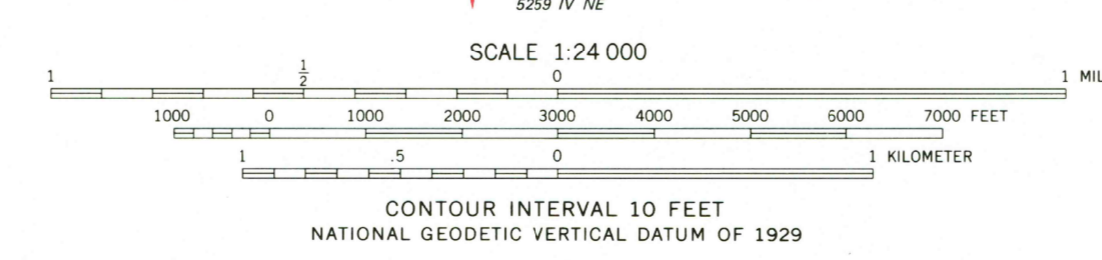 5259 IV NE
SCALE 1:24 000
1 ½ 0 1 MIL
1000 0 1000 2000 3000 4000 5000 6000 7000 FEET
1 .5 0 1 KILOMETER
CONTOUR INTERVAL 10 FEET
NATIONAL GEODETIC VERTICAL DATUM OF 1929